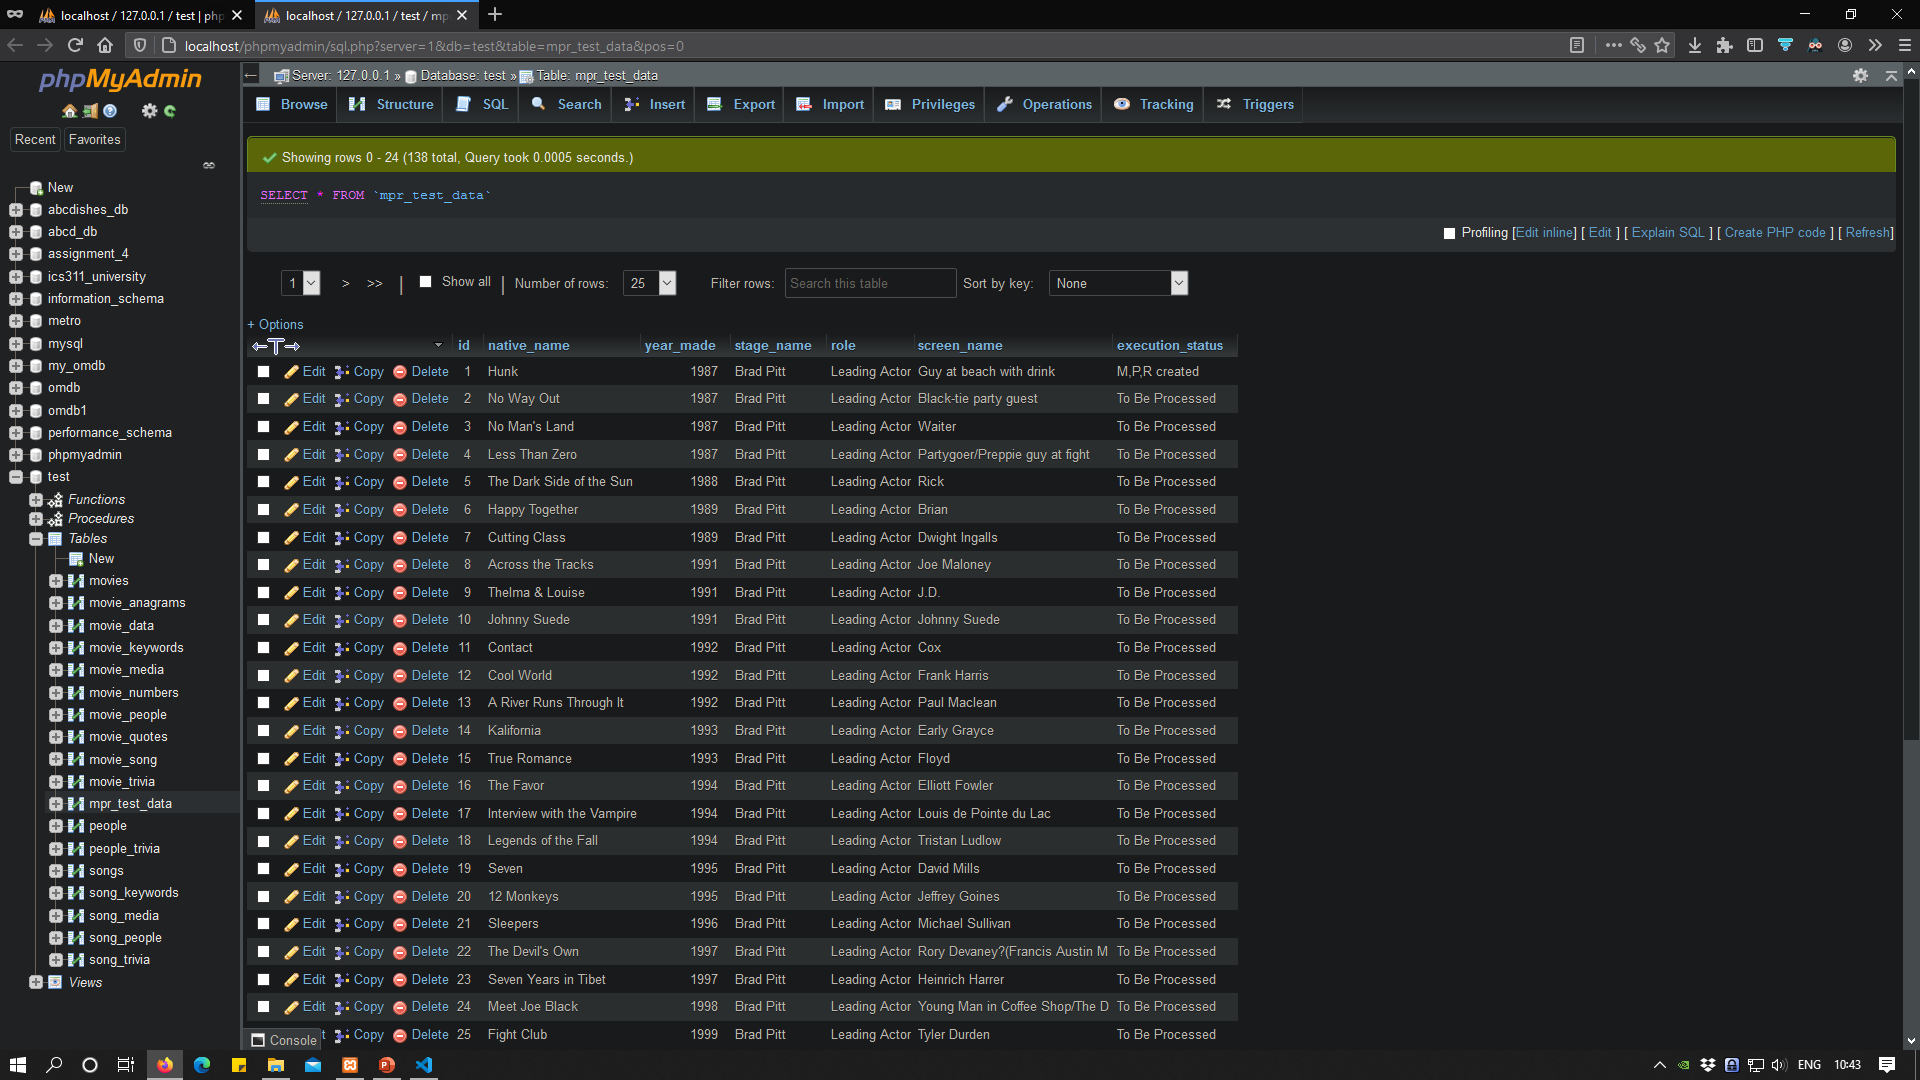 localhost / 127.0.0.1 / test | php
localhost / 127.0.0.1 / test / mp
localhost/phpmyadmin/sql.php?server=1&db=test&table=mpr_test_data&pos=0
phpMyAdmin
Recent Favorites
New
abcdishes_db
abcd_db
assignment_4
ics311_university
information_schema
metro
mysql
my_omdb
omdb
omdb1
performance_schema
phpmyadmin
test
Functions
Procedures
Tables
New
movies
movie_anagrams
movie_data
movie_keywords
movie_media
movie_numbers
movie_people
movie_quotes
movie_song
movie_trivia
mpr_test_data
people
people_trivia
songs
song_keywords
song_media
song_people
song_trivia
Views
Server: 127.0.0.1 » Database: test » Table: mpr_test_data
Browse Structure SQL Search Insert Export Import Privileges Operations Tracking Triggers
Showing rows 0 - 24 (138 total, Query took 0.0005 seconds.)
SELECT * FROM `mpr_test_data`
Profiling [Edit inline] [ Edit ] [ Explain SQL ] [ Create PHP code ] [ Refresh]
1 > >> | Show all | Number of rows: 25 Filter rows: Search this table Sort by key: None
+ Options
id native_name year_made stage_name role screen_name execution_status
Edit Copy Delete 1 Hunk 1987 Brad Pitt Leading Actor Guy at beach with drink M,P,R created
Edit Copy Delete 2 No Way Out 1987 Brad Pitt Leading Actor Black-tie party guest To Be Processed
Edit Copy Delete 3 No Man's Land 1987 Brad Pitt Leading Actor Waiter To Be Processed
Edit Copy Delete 4 Less Than Zero 1987 Brad Pitt Leading Actor Partygoer/Preppie guy at fight To Be Processed
Edit Copy Delete 5 The Dark Side of the Sun 1988 Brad Pitt Leading Actor Rick To Be Processed
Edit Copy Delete 6 Happy Together 1989 Brad Pitt Leading Actor Brian To Be Processed
Edit Copy Delete 7 Cutting Class 1989 Brad Pitt Leading Actor Dwight Ingalls To Be Processed
Edit Copy Delete 8 Across the Tracks 1991 Brad Pitt Leading Actor Joe Maloney To Be Processed
Edit Copy Delete 9 Thelma & Louise 1991 Brad Pitt Leading Actor J.D. To Be Processed
Edit Copy Delete 10 Johnny Suede 1991 Brad Pitt Leading Actor Johnny Suede To Be Processed
Edit Copy Delete 11 Contact 1992 Brad Pitt Leading Actor Cox To Be Processed
Edit Copy Delete 12 Cool World 1992 Brad Pitt Leading Actor Frank Harris To Be Processed
Edit Copy Delete 13 A River Runs Through It 1992 Brad Pitt Leading Actor Paul Maclean To Be Processed
Edit Copy Delete 14 Kalifornia 1993 Brad Pitt Leading Actor Early Grayce To Be Processed
Edit Copy Delete 15 True Romance 1993 Brad Pitt Leading Actor Floyd To Be Processed
Edit Copy Delete 16 The Favor 1994 Brad Pitt Leading Actor Elliott Fowler To Be Processed
Edit Copy Delete 17 Interview with the Vampire 1994 Brad Pitt Leading Actor Louis de Pointe du Lac To Be Processed
Edit Copy Delete 18 Legends of the Fall 1994 Brad Pitt Leading Actor Tristan Ludlow To Be Processed
Edit Copy Delete 19 Seven 1995 Brad Pitt Leading Actor David Mills To Be Processed
Edit Copy Delete 20 12 Monkeys 1995 Brad Pitt Leading Actor Jeffrey Goines To Be Processed
Edit Copy Delete 21 Sleepers 1996 Brad Pitt Leading Actor Michael Sullivan To Be Processed
Edit Copy Delete 22 The Devil's Own 1997 Brad Pitt Leading Actor Rory Devaney?(Francis Austin M To Be Processed
Edit Copy Delete 23 Seven Years in Tibet 1997 Brad Pitt Leading Actor Heinrich Harrer To Be Processed
Edit Copy Delete 24 Meet Joe Black 1998 Brad Pitt Leading Actor Young Man in Coffee Shop/The D To Be Processed
t Copy Delete 25 Fight Club 1999 Brad Pitt Leading Actor Tyler Durden To Be Processed
Console
ENG 10:43